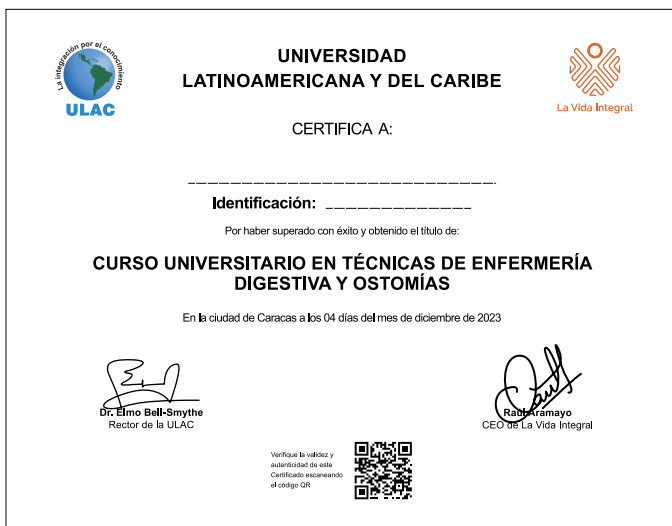 La integración por el conocimiento
ULAC
UNIVERSIDAD
LATINOAMERICANA Y DEL CARIBE
La Vida Integral
CERTIFICA A:
Identificación:
Por haber superado con éxito y obtenido el título de:
CURSO UNIVERSITARIO EN TÉCNICAS DE ENFERMERÍA
DIGESTIVA Y OSTOMÍAS
En la ciudad de Caracas a los 04 días del mes de diciembre de 2023
Dr. Elmo Bell-Smythe
Rector de la ULAC
Raúl Aramayo
CEO de La Vida Integral
Verifique la validez y
autenticidad de este
Certificado escaneando
el código QR